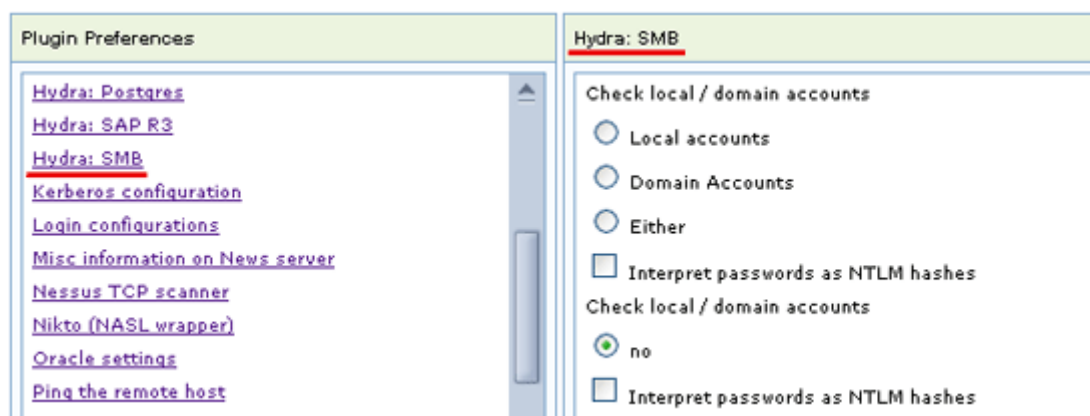 Plugin Preferences
Hydra: Postgres
Hydra: SAP R3
Hydra: SMB
Kerberos configuration
Login configurations
Misc information on News server
Nessus TCP scanner
Nikto (NASL wrapper)
Oracle settings
Ping the remote host
Hydra: SMB
Check local / domain accounts
Local accounts
Domain Accounts
Either
Interpret passwords as NTLM hashes
Check local / domain accounts
no
Interpret passwords as NTLM hashes